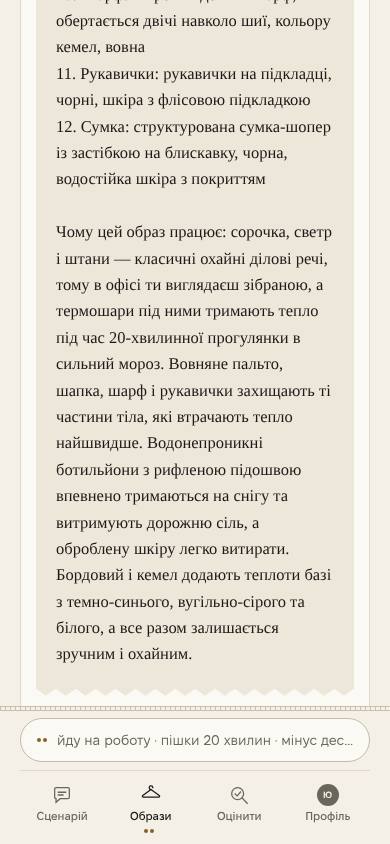 обертається двічі навколо шиї, кольору
кемел, вовна
11. Рукавички: рукавички на підкладці,
чорні, шкіра з флісовою підкладкою
12. Сумка: структурована сумка-шопер
із застібкою на блискавку, чорна,
водостійка шкіра з покриттям
Чому цей образ працює: сорочка, светр
і штани — класичні охайні ділові речі,
тому в офісі ти виглядаєш зібраною, а
термошари під ними тримають тепло
під час 20-хвилинної прогулянки в
сильний мороз. Вовняне пальто,
шапка, шарф і рукавички захищають ті
частини тіла, які втрачають тепло
найшвидше. Водонепроникні
ботильйони з рифленою підошвою
впевнено тримаються на снігу та
витримують дорожню сіль, а
оброблену шкіру легко витирати.
Бордовий і кемел додають теплоти базі
з темно-синього, вугільно-сірого та
білого, а все разом залишається
зручним і охайним.
йду на роботу · пішки 20 хвилин · мінус дес...
Ю
Сценарій Образи Оцінити Профіль